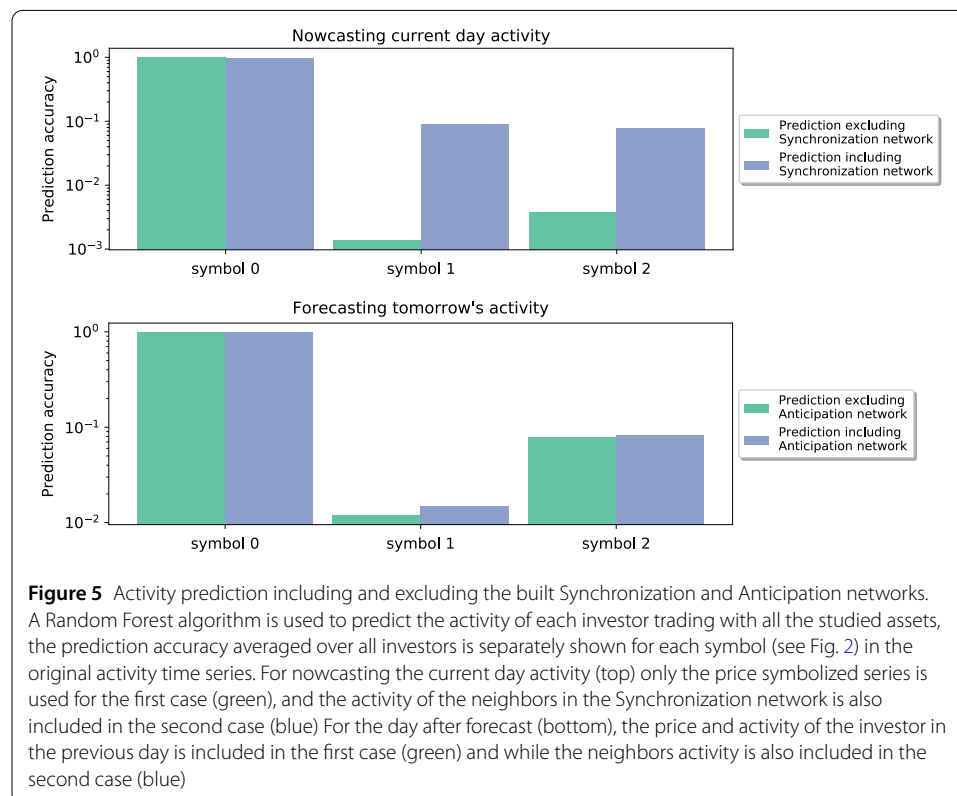 Nowcasting current day activity
Prediction accuracy
10⁰
10⁻¹
10⁻²
10⁻³
symbol 0
symbol 1
symbol 2
Prediction excluding
Synchronization network
Prediction including
Synchronization network
Forecasting tomorrow's activity
Prediction accuracy
10⁰
10⁻¹
10⁻²
symbol 0
symbol 1
symbol 2
Prediction excluding
Anticipation network
Prediction including
Anticipation network
Figure 5 Activity prediction including and excluding the built Synchronization and Anticipation networks.
A Random Forest algorithm is used to predict the activity of each investor trading with all the studied assets,
the prediction accuracy averaged over all investors is separately shown for each symbol (see Fig. 2) in the
original activity time series. For nowcasting the current day activity (top) only the price symbolized series is
used for the first case (green), and the activity of the neighbors in the Synchronization network is also
included in the second case (blue) For the day after forecast (bottom), the price and activity of the investor in
the previous day is included in the first case (green) and while the neighbors activity is also included in the
second case (blue)